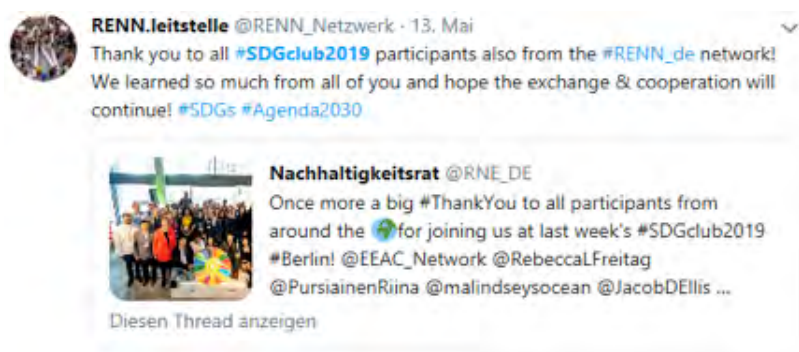 RENN.leitstelle @RENN_Netzwerk · 13. Mai
Thank you to all #SDGclub2019 participants also from the #RENN_de network!
We learned so much from all of you and hope the exchange & cooperation will
continue! #SDGs #Agenda2030
Nachhaltigkeitsrat @RNE_DE
Once more a big #ThankYou to all participants from
around the 🌍for joining us at last week's #SDGclub2019
#Berlin! @EEAC_Network @RebeccaLFreitag
@PursiainenRiina @malindseysocean @JacobDEllis ...
Diesen Thread anzeigen